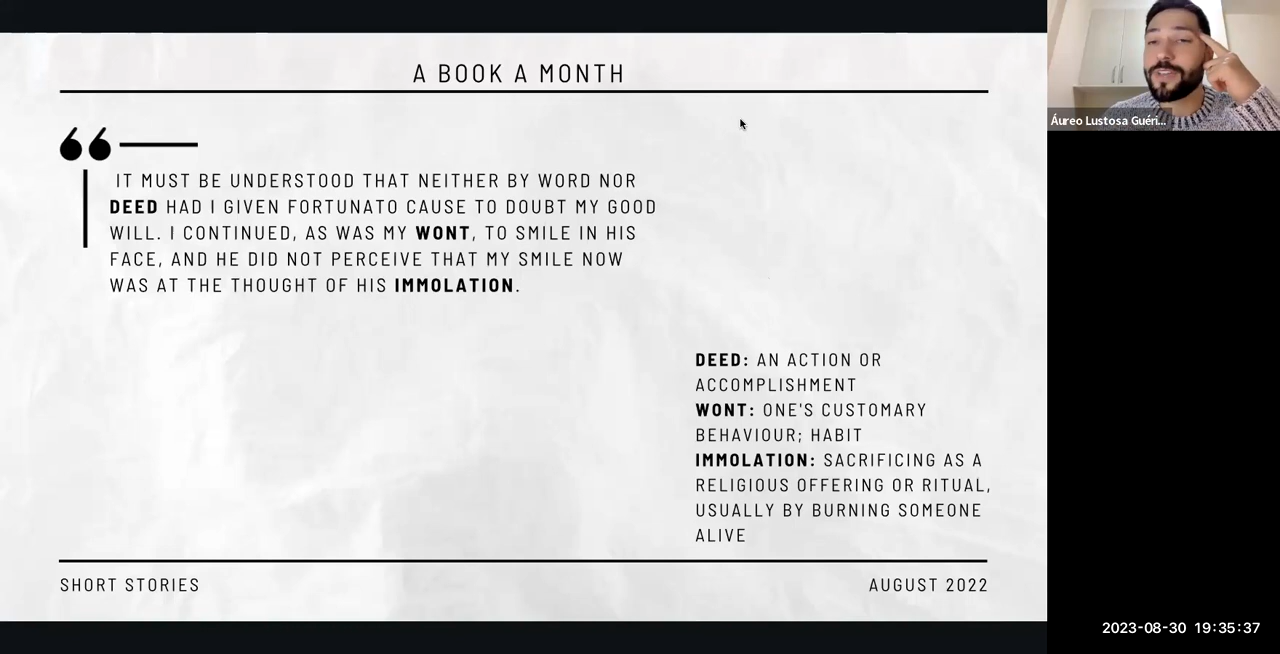 A BOOK A MONTH
Áureo Lustosa Guéri...
IT MUST BE UNDERSTOOD THAT NEITHER BY WORD NOR
DEED HAD I GIVEN FORTUNATO CAUSE TO DOUBT MY GOOD
WILL. I CONTINUED, AS WAS MY WONT, TO SMILE IN HIS
FACE, AND HE DID NOT PERCEIVE THAT MY SMILE NOW
WAS AT THE THOUGHT OF HIS IMMOLATION.
DEED: AN ACTION OR
ACCOMPLISHMENT
WONT: ONE'S CUSTOMARY
BEHAVIOUR; HABIT
IMMOLATION: SACRIFICING AS A
RELIGIOUS OFFERING OR RITUAL,
USUALLY BY BURNING SOMEONE
ALIVE
SHORT STORIES
AUGUST 2022
2023-08-30 19:35:37